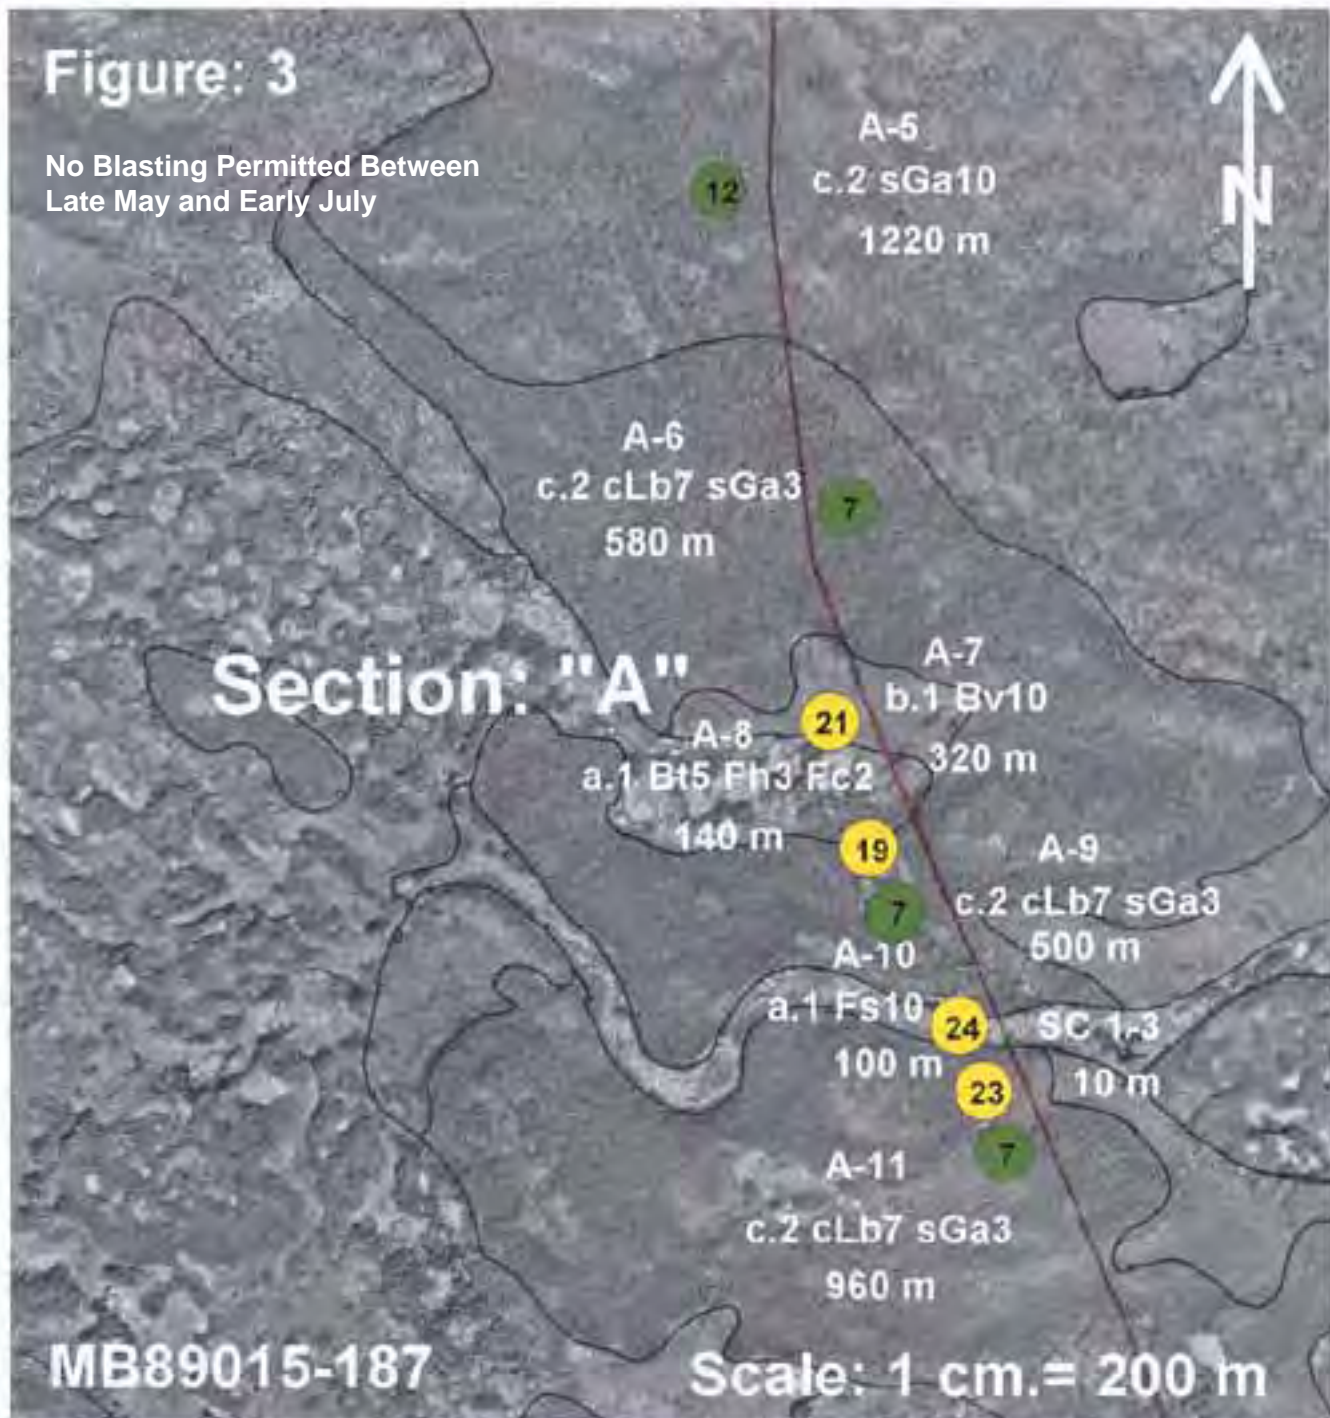 Figure: 3
No Blasting Permitted Between
Late May and Early July
N
A-5
c.2 sGa10
1220 m
12
A-6
c.2 cLb7 sGa3
580 m
7
Section: "A"
A-7
b.1 Bv10
320 m
21
A-8
a.1 Bt5 Fh3 Fc2
140 m
19
7
A-9
c.2 cLb7 sGa3
500 m
A-10
a.1 Fs10
100 m
24
SC 1-3
10 m
23
7
A-11
c.2 cLb7 sGa3
960 m
MB89015-187
Scale: 1 cm.= 200 m